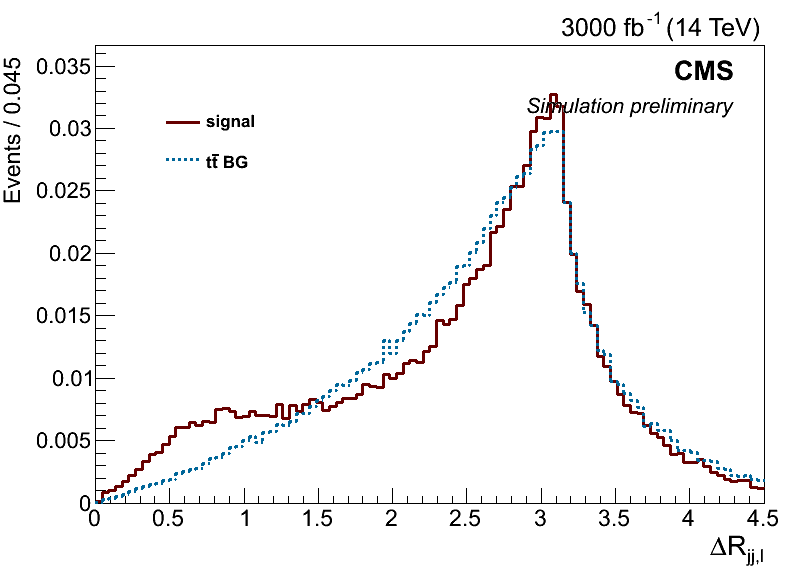 3000 fb⁻¹ (14 TeV)
CMS
Simulation preliminary
signal
tt̄ BG
Events / 0.045
0.035
0.03
0.025
0.02
0.015
0.01
0.005
0
0 0.5 1 1.5 2 2.5 3 3.5 4 4.5
ΔR_jj,l